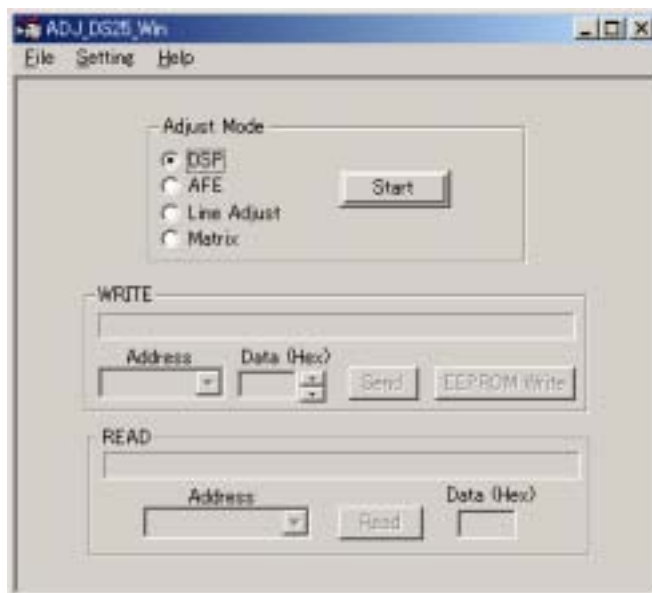 ADJ_DS25_Win
File Setting Help
Adjust Mode
DSP
AFE
Start
Line Adjust
Matrix
WRITE
Address Data (Hex)
Send EEPROM Write
READ
Address Data (Hex)
Read